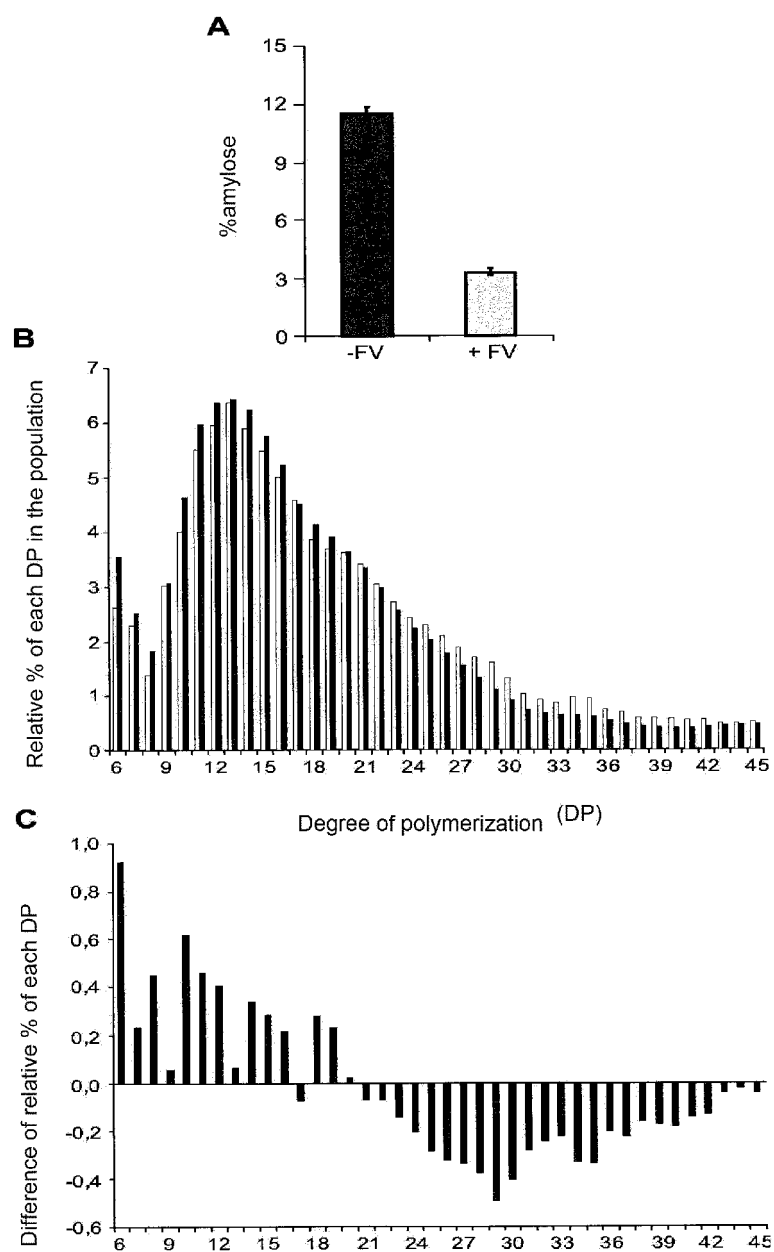 A
%amylose
15
12
9
6
3
0
-FV
+ FV
B
Relative % of each DP in the population
7
6
5
4
3
2
1
0
6 9 12 15 18 21 24 27 30 33 36 39 42 45
Degree of polymerization (DP)
C
Difference of relative % of each DP
1,0
0,8
0,6
0,4
0,2
0,0
-0,2
-0,4
-0,6
6 9 12 15 18 21 24 27 30 33 36 39 42 45